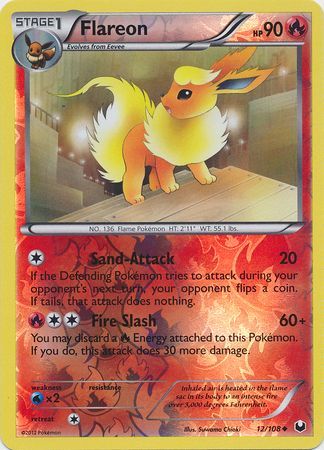 STAGE 1
Flareon
HP 90
Evolves from Eevee
NO. 136 Flame Pokémon HT: 2'11" WT: 55.1 lbs.
Sand-Attack 20
If the Defending Pokémon tries to attack during your
opponent's next turn, your opponent flips a coin.
If tails, that attack does nothing.
Fire Slash 60+
You may discard a Energy attached to this Pokémon.
If you do, this attack does 30 more damage.
weakness resistance
×2
retreat
Inhaled air is heated in the flame
sac in its body to an intense fire
over 3,000 degrees Fahrenheit.
©2012 Pokémon
Illus. Suwama Chiaki
12/108